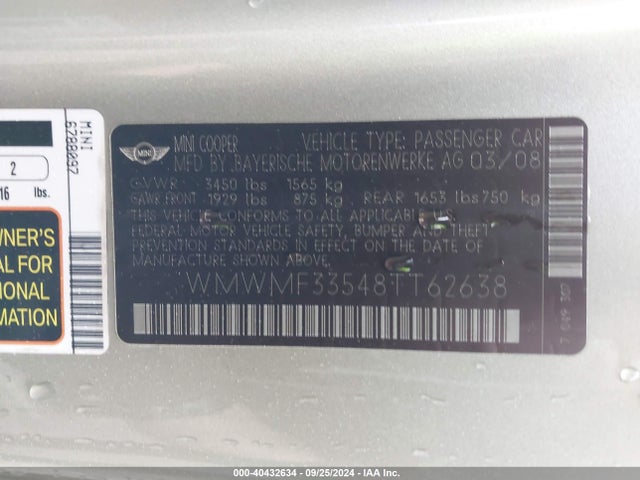 MINI
6788097
2
16 lbs.
WNER'S
AL FOR
IONAL
MATION
MINI
MINI COOPER VEHICLE TYPE: PASSENGER CAR
MFD BY BAYERISCHE MOTORENWERKE AG 03/08
GVWR 3450 lbs 1565 kg
GAWR FRONT 1929 lbs 875 kg REAR 1653 lbs 750 kg
THIS VEHICLE CONFORMS TO ALL APPLICABLE U.S.
FEDERAL MOTOR VEHICLE SAFETY, BUMPER AND THEFT
PREVENTION STANDARDS IN EFFECT ON THE DATE OF
MANUFACTURE SHOWN ABOVE.
WMWMF33548TT62638
000-40432634 - 09/25/2024 - IAA Inc.